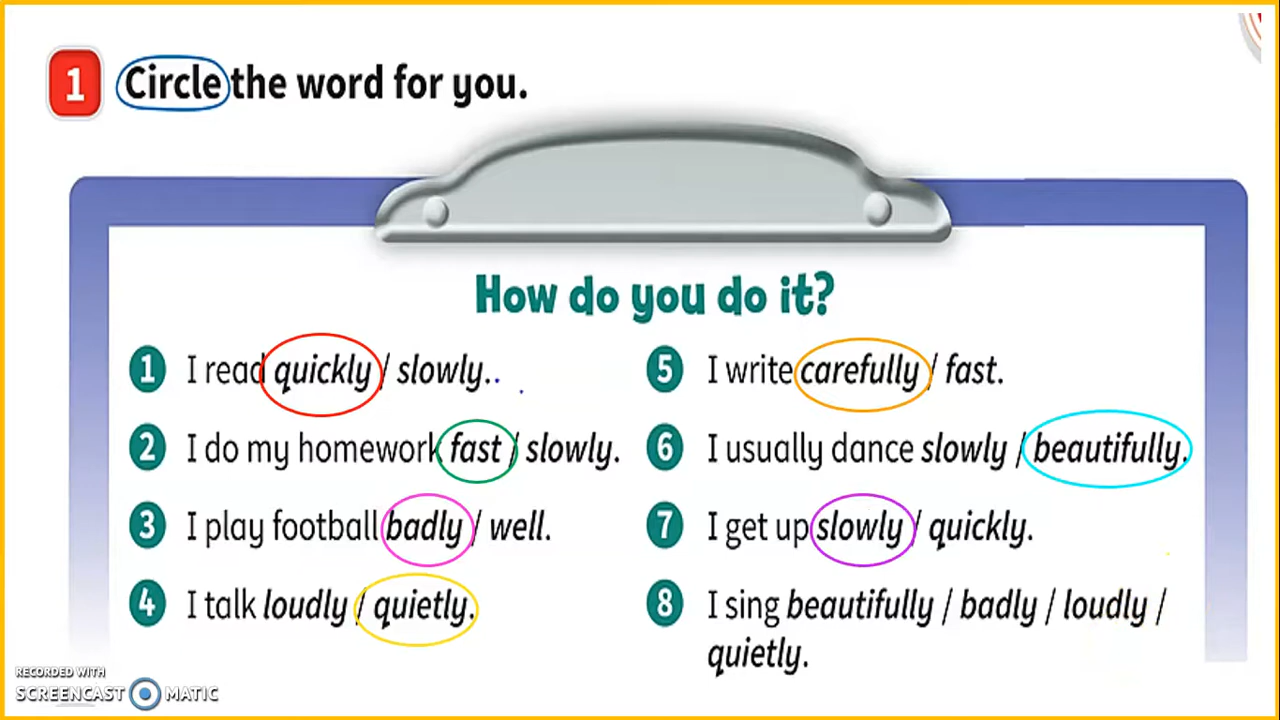 1 Circle the word for you.
How do you do it?
1 I read quickly / slowly.
2 I do my homework fast / slowly.
3 I play football badly / well.
4 I talk loudly / quietly.
5 I write carefully / fast.
6 I usually dance slowly / beautifully.
7 I get up slowly / quickly.
8 I sing beautifully / badly / loudly /
quietly.
RECORDED WITH
SCREENCAST MATIC